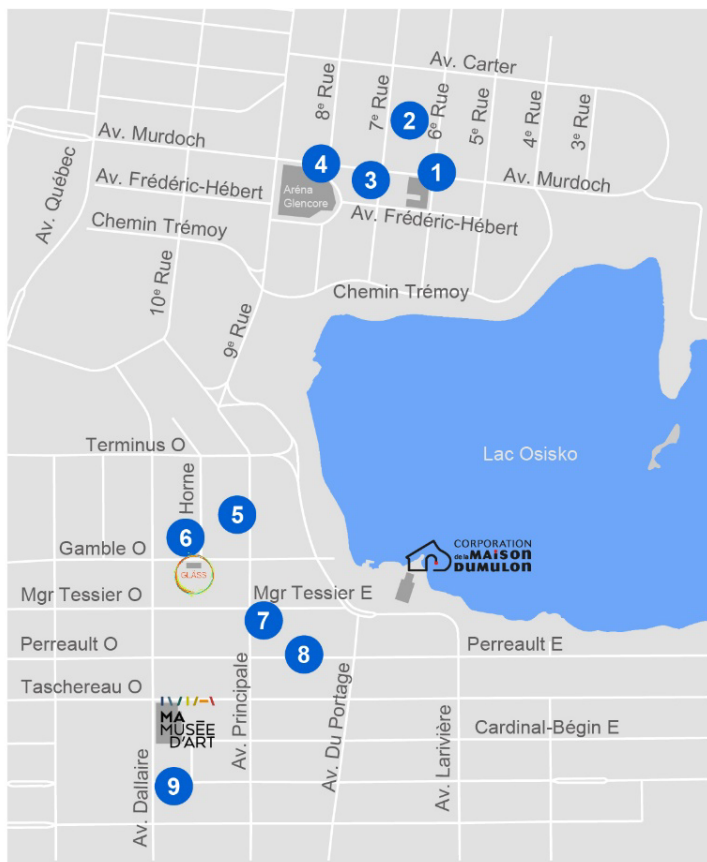 Av. Carter
8e Rue
7e Rue
2
6e Rue
5e Rue
4e Rue
3e Rue
Av. Murdoch
4
3
1
Av. Murdoch
Av. Québec
Av. Frédéric-Hébert
Aréna
Glencore
Av. Frédéric-Hébert
Chemin Trémoy
10e Rue
9e Rue
Chemin Trémoy
Terminus O
Lac Osisko
Horne
5
6
Gamble O
GLASS
CORPORATION
de la MAISON
DUMULON
Mgr Tessier O
Mgr Tessier E
7
Perreault O
8
Perreault E
Taschereau O
Av. Principale
Av. Du Portage
Av. Larivière
MA
MUSÉE
D'ART
Cardinal-Bégin E
Av. Dallaire
9